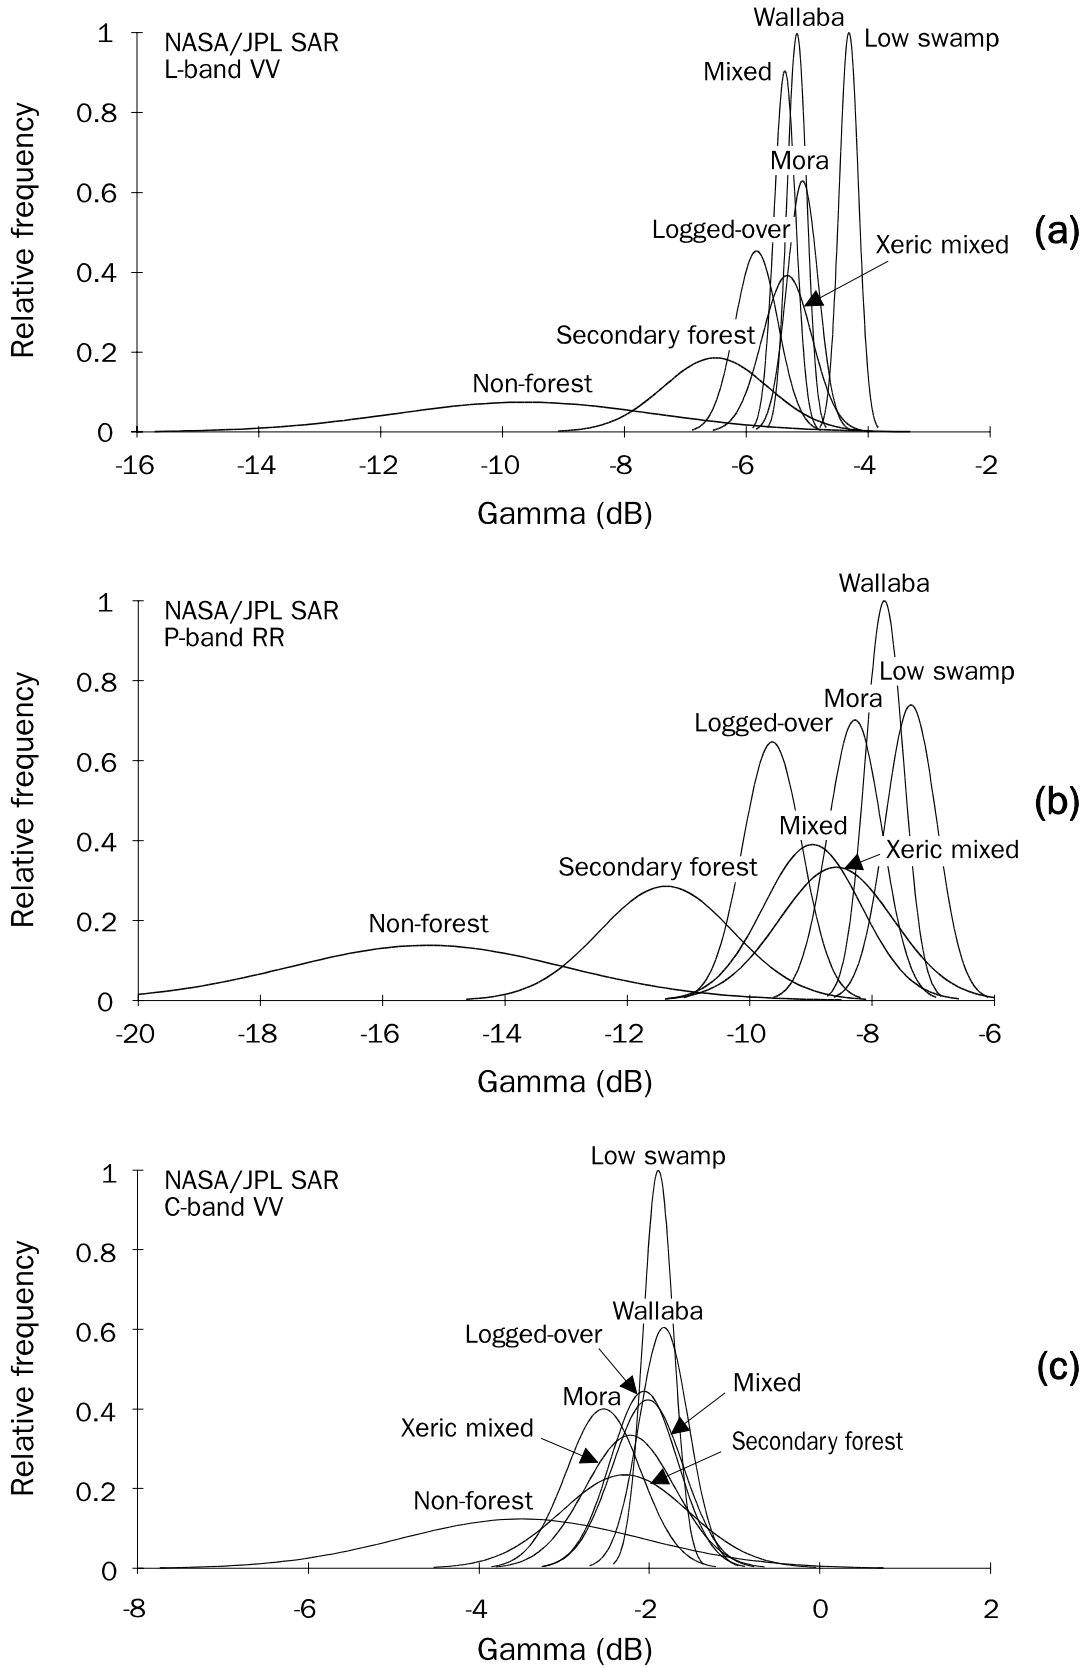 Wallaba
1
NASA/JPL SAR
Low swamp
L-band VV
Mixed
0.8
Mora
0.6
Logged-over
Xeric mixed
(a)
0.4
Secondary forest
0.2
Non-forest
0
-16 -14 -12 -10 -8 -6 -4 -2
Relative frequency
Gamma (dB)
Wallaba
1
NASA/JPL SAR
P-band RR
0.8
Low swamp
Mora
Logged-over
0.6
(b)
Mixed
0.4
Xeric mixed
Secondary forest
0.2
Non-forest
0
-20 -18 -16 -14 -12 -10 -8 -6
Relative frequency
Gamma (dB)
Low swamp
1
NASA/JPL SAR
C-band VV
0.8
Wallaba
0.6
Logged-over
(c)
Mixed
Mora
0.4
Xeric mixed
Secondary forest
0.2
Non-forest
0
-8 -6 -4 -2 0 2
Relative frequency
Gamma (dB)